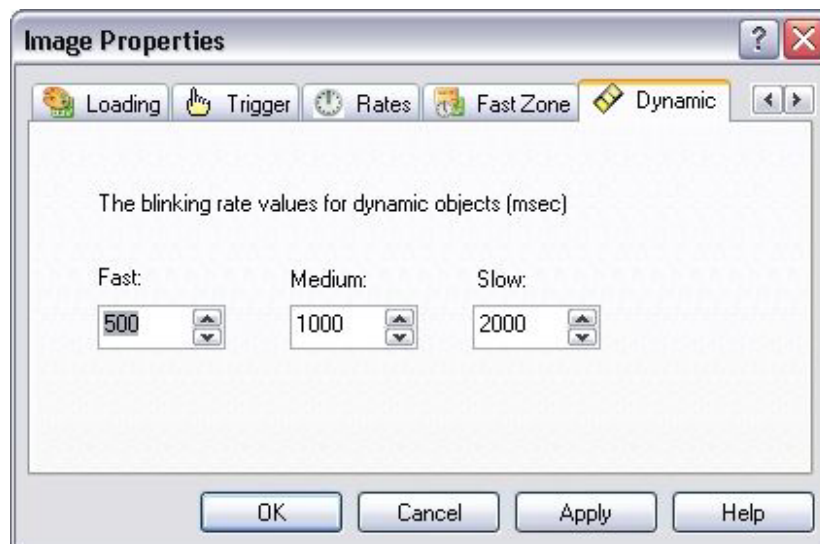 Image Properties
Loading Trigger Rates Fast Zone Dynamic
The blinking rate values for dynamic objects (msec)
Fast: Medium: Slow:
500 1000 2000
OK Cancel Apply Help